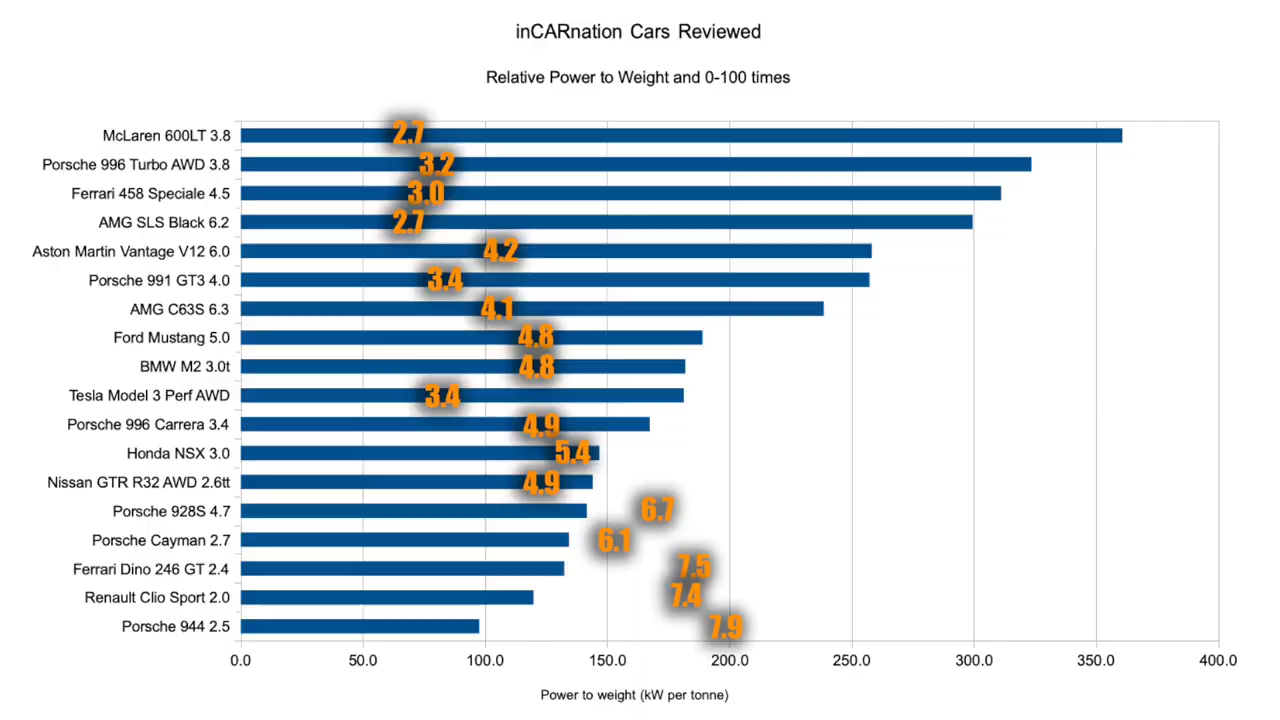 inCARnation Cars Reviewed
Relative Power to Weight and 0-100 times
McLaren 600LT 3.8 2.7
Porsche 996 Turbo AWD 3.8 3.2
Ferrari 458 Speciale 4.5 3.0
AMG SLS Black 6.2 2.7
Aston Martin Vantage V12 6.0 4.2
Porsche 991 GT3 4.0 3.4
AMG C63S 6.3 4.1
Ford Mustang 5.0 4.8
BMW M2 3.0t 4.8
Tesla Model 3 Perf AWD 3.4
Porsche 996 Carrera 3.4 4.9
Honda NSX 3.0 5.4
Nissan GTR R32 AWD 2.6tt 4.9
Porsche 928S 4.7 6.7
Porsche Cayman 2.7 6.1
Ferrari Dino 246 GT 2.4 7.5
Renault Clio Sport 2.0 7.4
Porsche 944 2.5 7.9
0.0 50.0 100.0 150.0 200.0 250.0 300.0 350.0 400.0
Power to weight (kW per tonne)